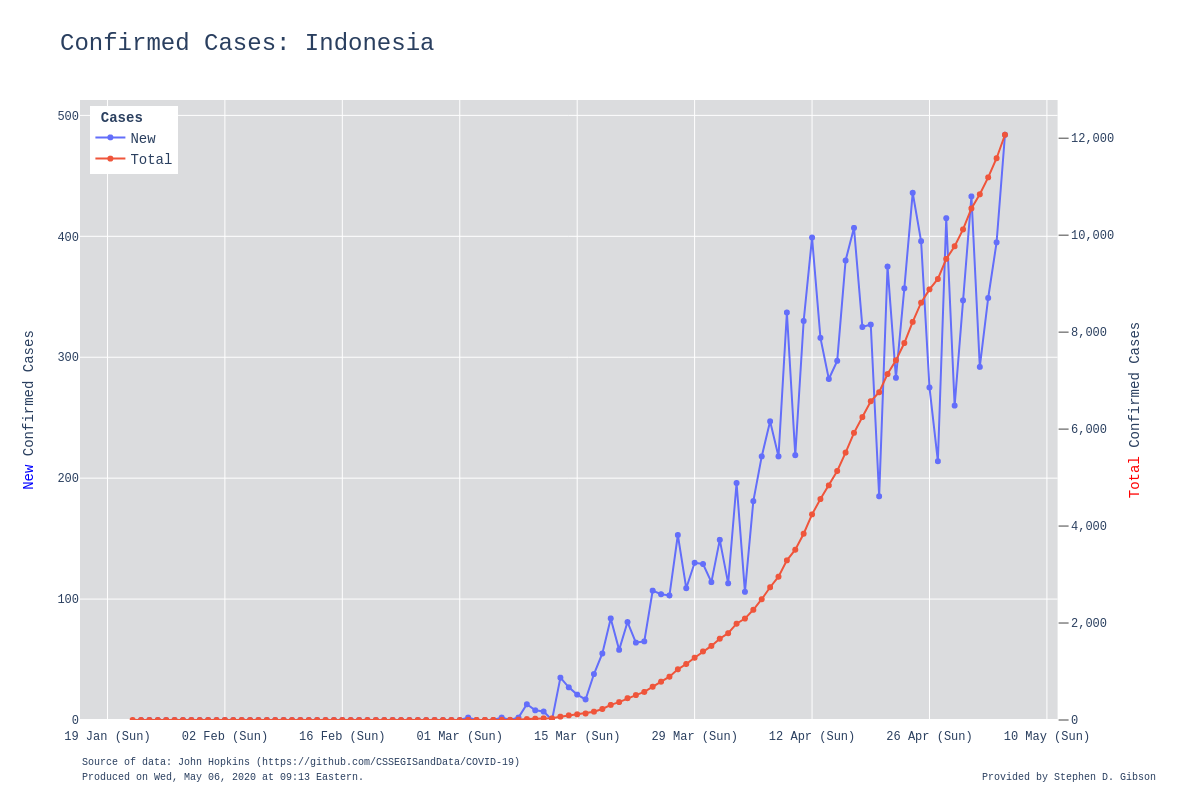 Confirmed Cases: Indonesia
Cases
New
Total
500
400
300
200
100
0
12,000
10,000
8,000
6,000
4,000
2,000
0
New Confirmed Cases
Total Confirmed Cases
19 Jan (Sun)
02 Feb (Sun)
16 Feb (Sun)
01 Mar (Sun)
15 Mar (Sun)
29 Mar (Sun)
12 Apr (Sun)
26 Apr (Sun)
10 May (Sun)
Source of data: John Hopkins (https://github.com/CSSEGISandData/COVID-19)
Produced on Wed, May 06, 2020 at 09:13 Eastern.
Provided by Stephen D. Gibson